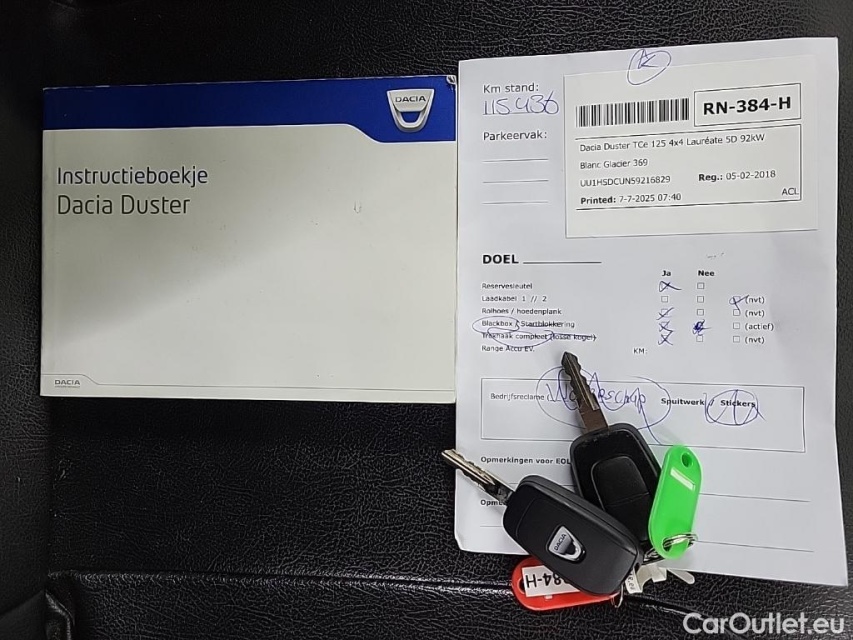 DACIA
Instructieboekje
Dacia Duster
DACIA
Km stand:
115436
Parkeervak:
RN-384-H
Dacia Duster TCe 125 4x4 Lauréate 5D 92kW
Blanc Glacier 369
UU1HSDCUN59216829
Reg.: 05-02-2018
Printed: 7-7-2025 07:40
ACL
DOEL
Ja Nee
Reservesleutel
Laadkabel 1 // 2 (nvt)
Rolhoes / hoedenplank (nvt)
Blackbox / Startblokkering (actief)
Trekhaak compleet (losse kogel) (nvt)
Range Accu EV. KM:
Bedrijfsreclame Spuitwerk / Stickers
Opmerkingen voor EOL
DACIA
84-H
CarOutlet.eu